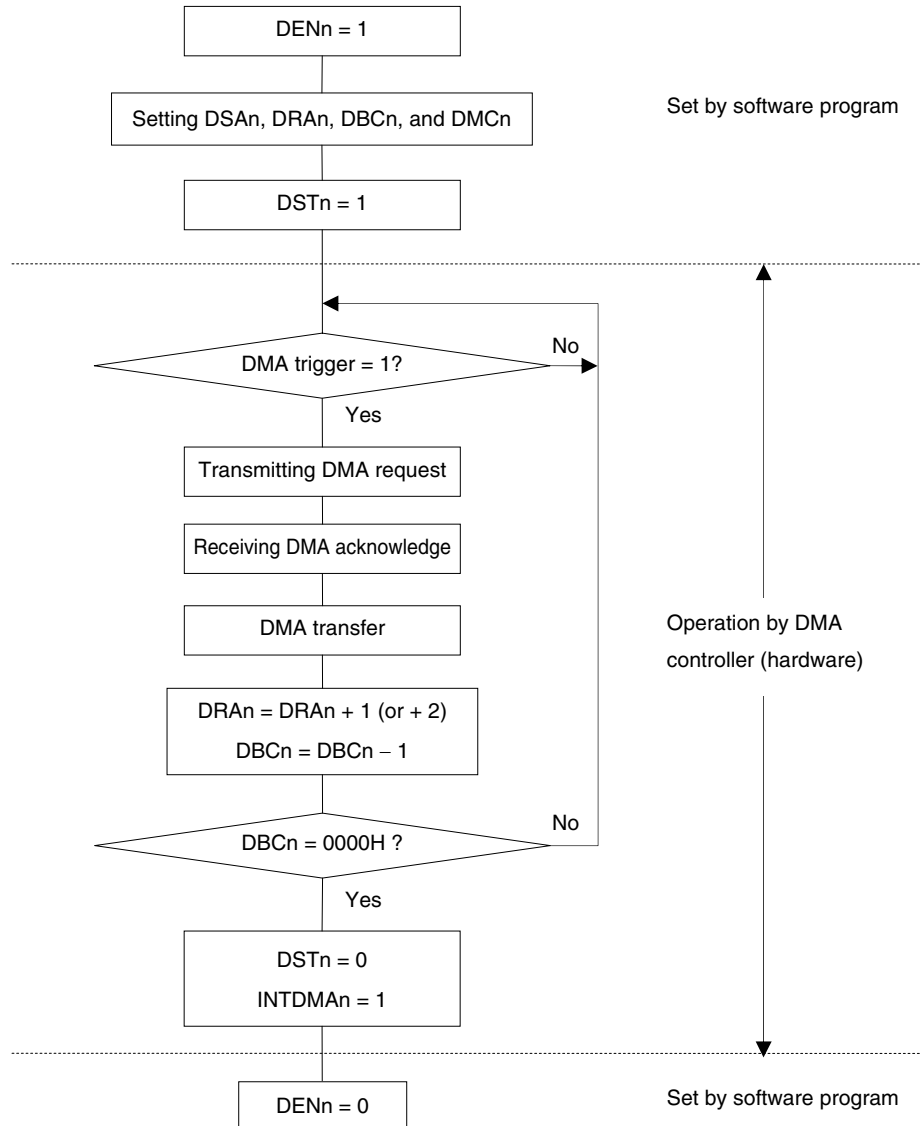 DENn = 1
Setting DSAn, DRAn, DBCn, and DMCn
Set by software program
DSTn = 1
DMA trigger = 1?
No
Yes
Transmitting DMA request
Receiving DMA acknowledge
DMA transfer
Operation by DMA
controller (hardware)
DRAn = DRAn + 1 (or + 2)
DBCn = DBCn − 1
DBCn = 0000H ?
No
Yes
DSTn = 0
INTDMAn = 1
DENn = 0
Set by software program